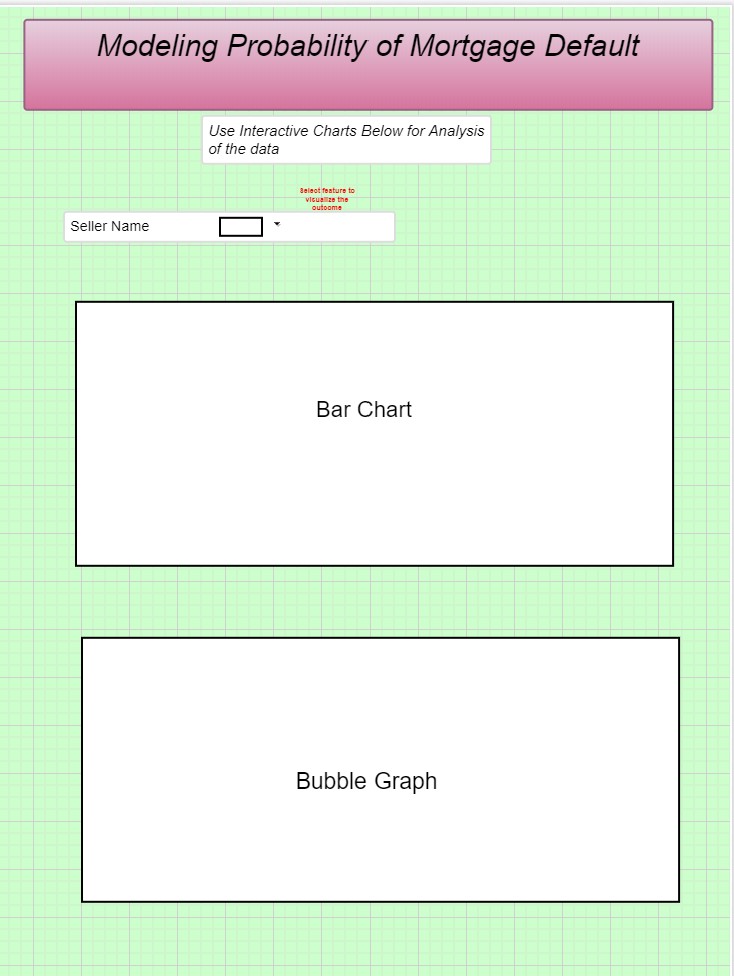 Modeling Probability of Mortgage Default
Use Interactive Charts Below for Analysis
of the data
Select feature to
visualize the
outcome
Seller Name
Bar Chart
Bubble Graph